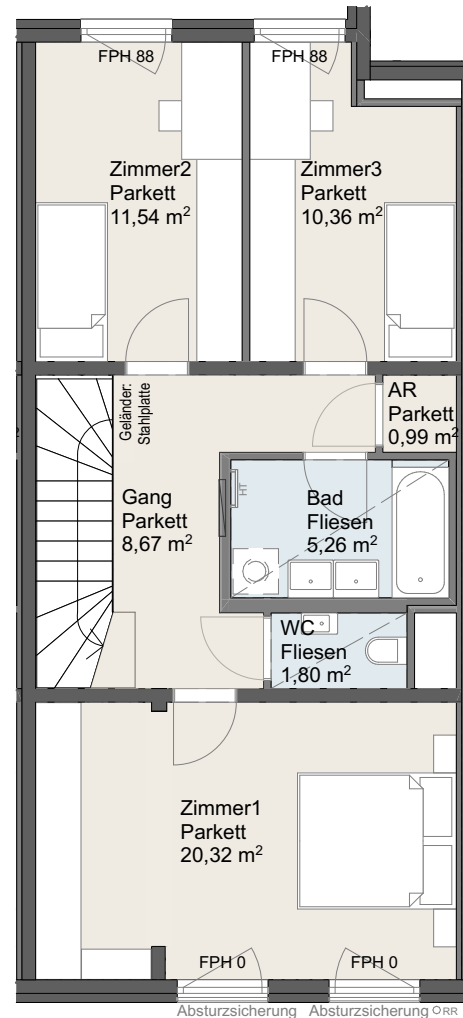 FPH 88
FPH 88
Zimmer2
Parkett
11,54 m²
Zimmer3
Parkett
10,36 m²
Geländer:
Stahlplatte
AR
Parkett
0,99 m²
Gang
Parkett
8,67 m²
HT
Bad
Fliesen
5,26 m²
WC
Fliesen
1,80 m²
Zimmer1
Parkett
20,32 m²
FPH 0
FPH 0
Absturzsicherung
Absturzsicherung
RR